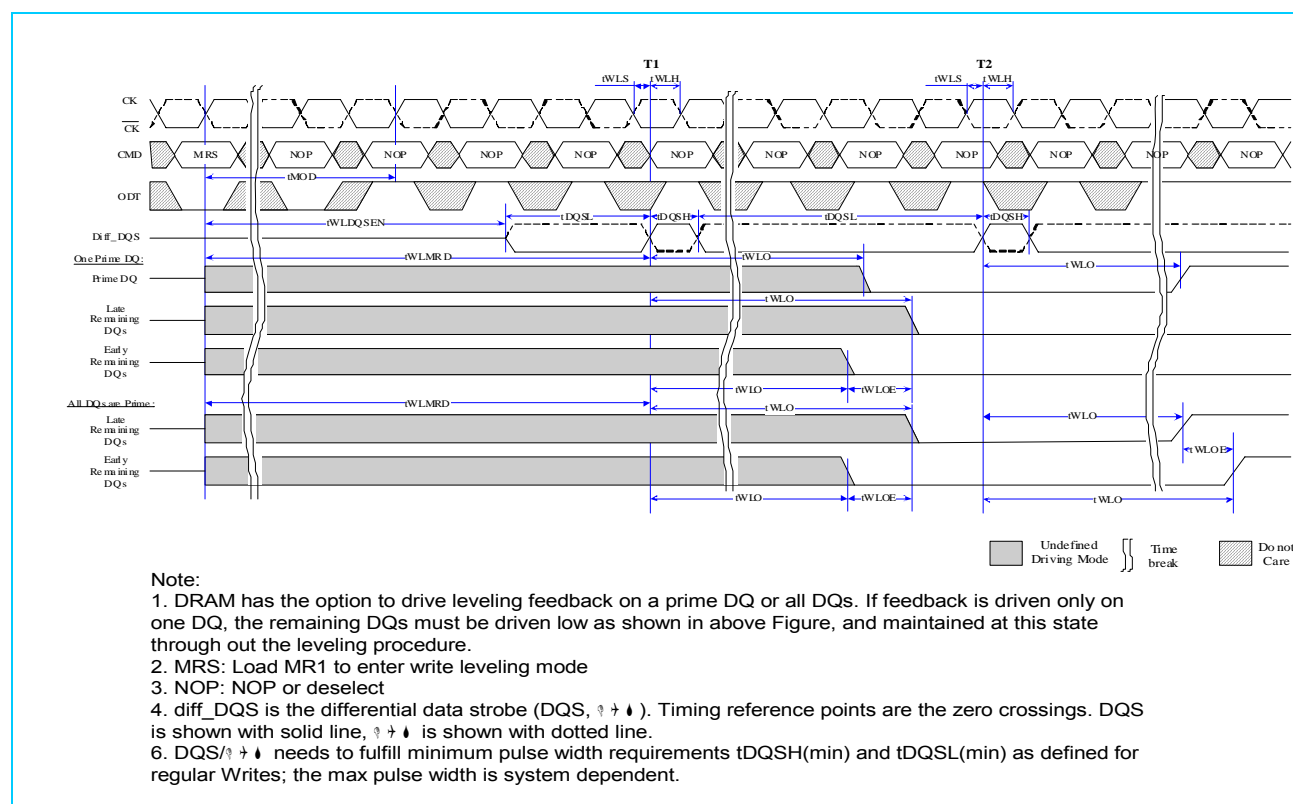 T1 T2
tWLS tWLH tWLS tWLH
CK
CK
CMD MRS NOP NOP NOP NOP NOP NOP NOP NOP NOP NOP NOP
tMOD
ODT
tWLDQSEN tDQSL tDQSH tDQSL tDQSH
Diff_DQS
One Prime DQ: tWLMRD tWLO tWLO
Prime DQ
tWLO
Late
Remaining
DQs
Early
Remaining
DQs
tWLO tWLOE
All DQs are Prime: tWLMRD tWLO
Late
Remaining
DQs
tWLO
tWLOE
Early
Remaining
DQs
tWLO tWLOE tWLO
Undefined
Driving Mode
Time
break
Do not
Care
Note:
1. DRAM has the option to drive leveling feedback on a prime DQ or all DQs. If feedback is driven only on
one DQ, the remaining DQs must be driven low as shown in above Figure, and maintained at this state
through out the leveling procedure.
2. MRS: Load MR1 to enter write leveling mode
3. NOP: NOP or deselect
4. diff_DQS is the differential data strobe (DQS, ). Timing reference points are the zero crossings. DQS
is shown with solid line, is shown with dotted line.
6. DQS/ needs to fulfill minimum pulse width requirements tDQSH(min) and tDQSL(min) as defined for
regular Writes; the max pulse width is system dependent.